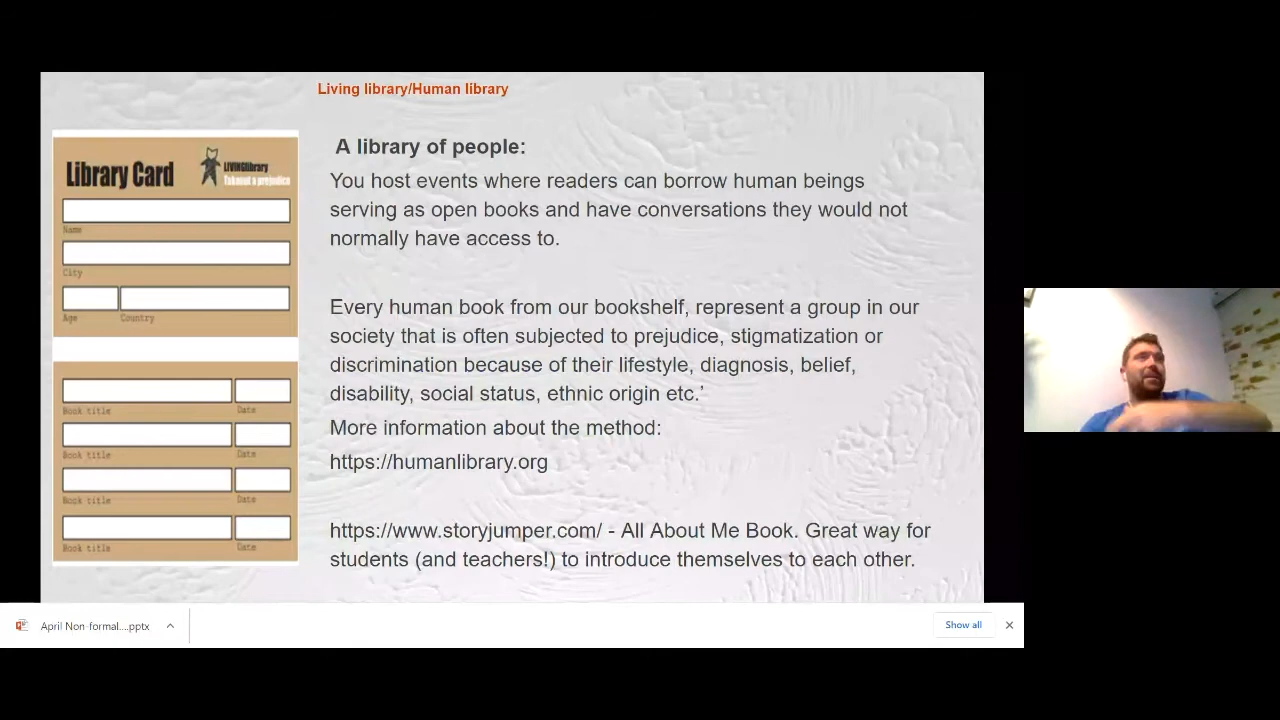 Living library/Human library
Library Card
LIVINGlibrary
Takeout a prejudice
Name
City
Age
Country
Book title
Date
Book title
Date
Book title
Date
Book title
Date
A library of people:
You host events where readers can borrow human beings
serving as open books and have conversations they would not
normally have access to.
Every human book from our bookshelf, represent a group in our
society that is often subjected to prejudice, stigmatization or
discrimination because of their lifestyle, diagnosis, belief,
disability, social status, ethnic origin etc.’
More information about the method:
https://humanlibrary.org
https://www.storyjumper.com/ - All About Me Book. Great way for
students (and teachers!) to introduce themselves to each other.
April Non-formal....pptx
Show all